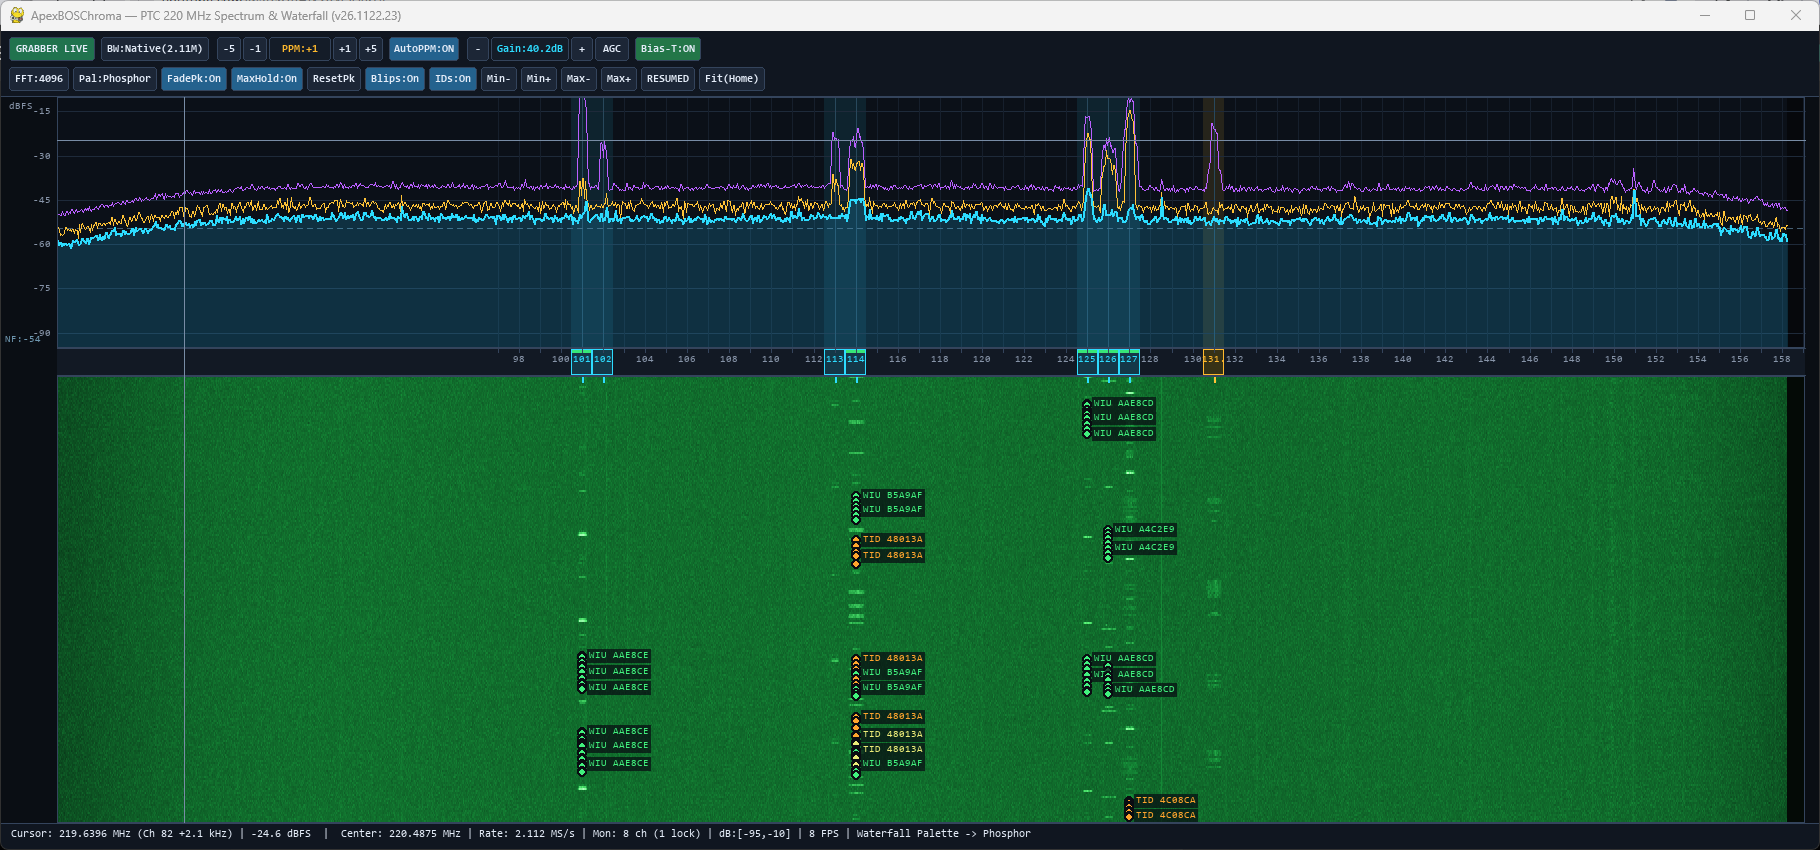 ApexBOSChroma — PTC 220 MHz Spectrum & Waterfall (v26.1122.23)
GRABBER LIVE BW:Native(2.11M) -5 -1 PPM:+1 +1 +5 AutoPPM:ON - Gain:40.2dB + AGC Bias-T:ON
FFT:4096 Pal:Phosphor FadePk:On MaxHold:On ResetPk Blips:On IDs:On Min- Min+ Max- Max+ RESUMED Fit(Home)
dBFS
-15
-30
-45
-60
-75
-90
NF:-54
98 100 101 102 104 106 108 110 112 113 114 116 118 120 122 124 125 126 127 128 130 131 132 134 136 138 140 142 144 146 148 150 152 154 156 158
WIU AAE8CD
WIU AAE8CD
WIU AAE8CD
WIU B5A9AF
WIU B5A9AF
WIU A4C2E9
TID 48013A
WIU A4C2E9
TID 48013A
WIU AAE8CE
TID 48013A
WIU AAE8CD
WIU AAE8CE
WIU B5A9AF
WI AAE8CD
WIU AAE8CE
WIU B5A9AF
WIU AAE8CD
TID 48013A
WIU AAE8CE
TID 48013A
WIU AAE8CE
TID 48013A
WIU AAE8CE
WIU B5A9AF
TID 4C08CA
TID 4C08CA
Cursor: 219.6396 MHz (Ch 82 +2.1 kHz) | -24.6 dBFS | Center: 220.4875 MHz | Rate: 2.112 MS/s | Mon: 8 ch (1 lock) | dB:[-95,-10] | 8 FPS | Waterfall Palette -> Phosphor